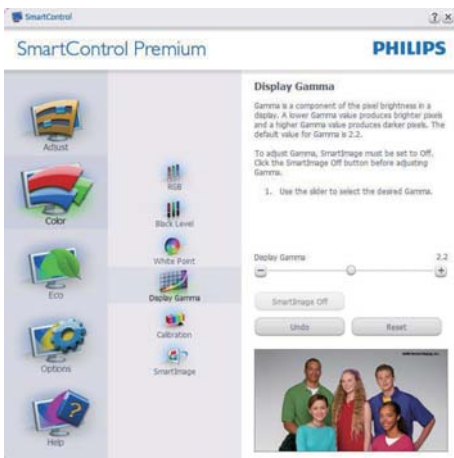 SmartControl
? x
SmartControl Premium
PHILIPS
Adjust
Color
Eco
Options
Help
RGB
Black Level
White Point
Display Gamma
Calibration
SmartImage
Display Gamma
Gamma is a component of the pixel brightness in a
display. A lower Gamma value produces brighter pixels
and a higher Gamma value produces darker pixels. The
default value for Gamma is 2.2.
To adjust Gamma, SmartImage must be set to Off.
Click the SmartImage Off button before adjusting
Gamma.
1. Use the slider to select the desired Gamma.
Display Gamma 2.2
SmartImage Off
Undo Reset